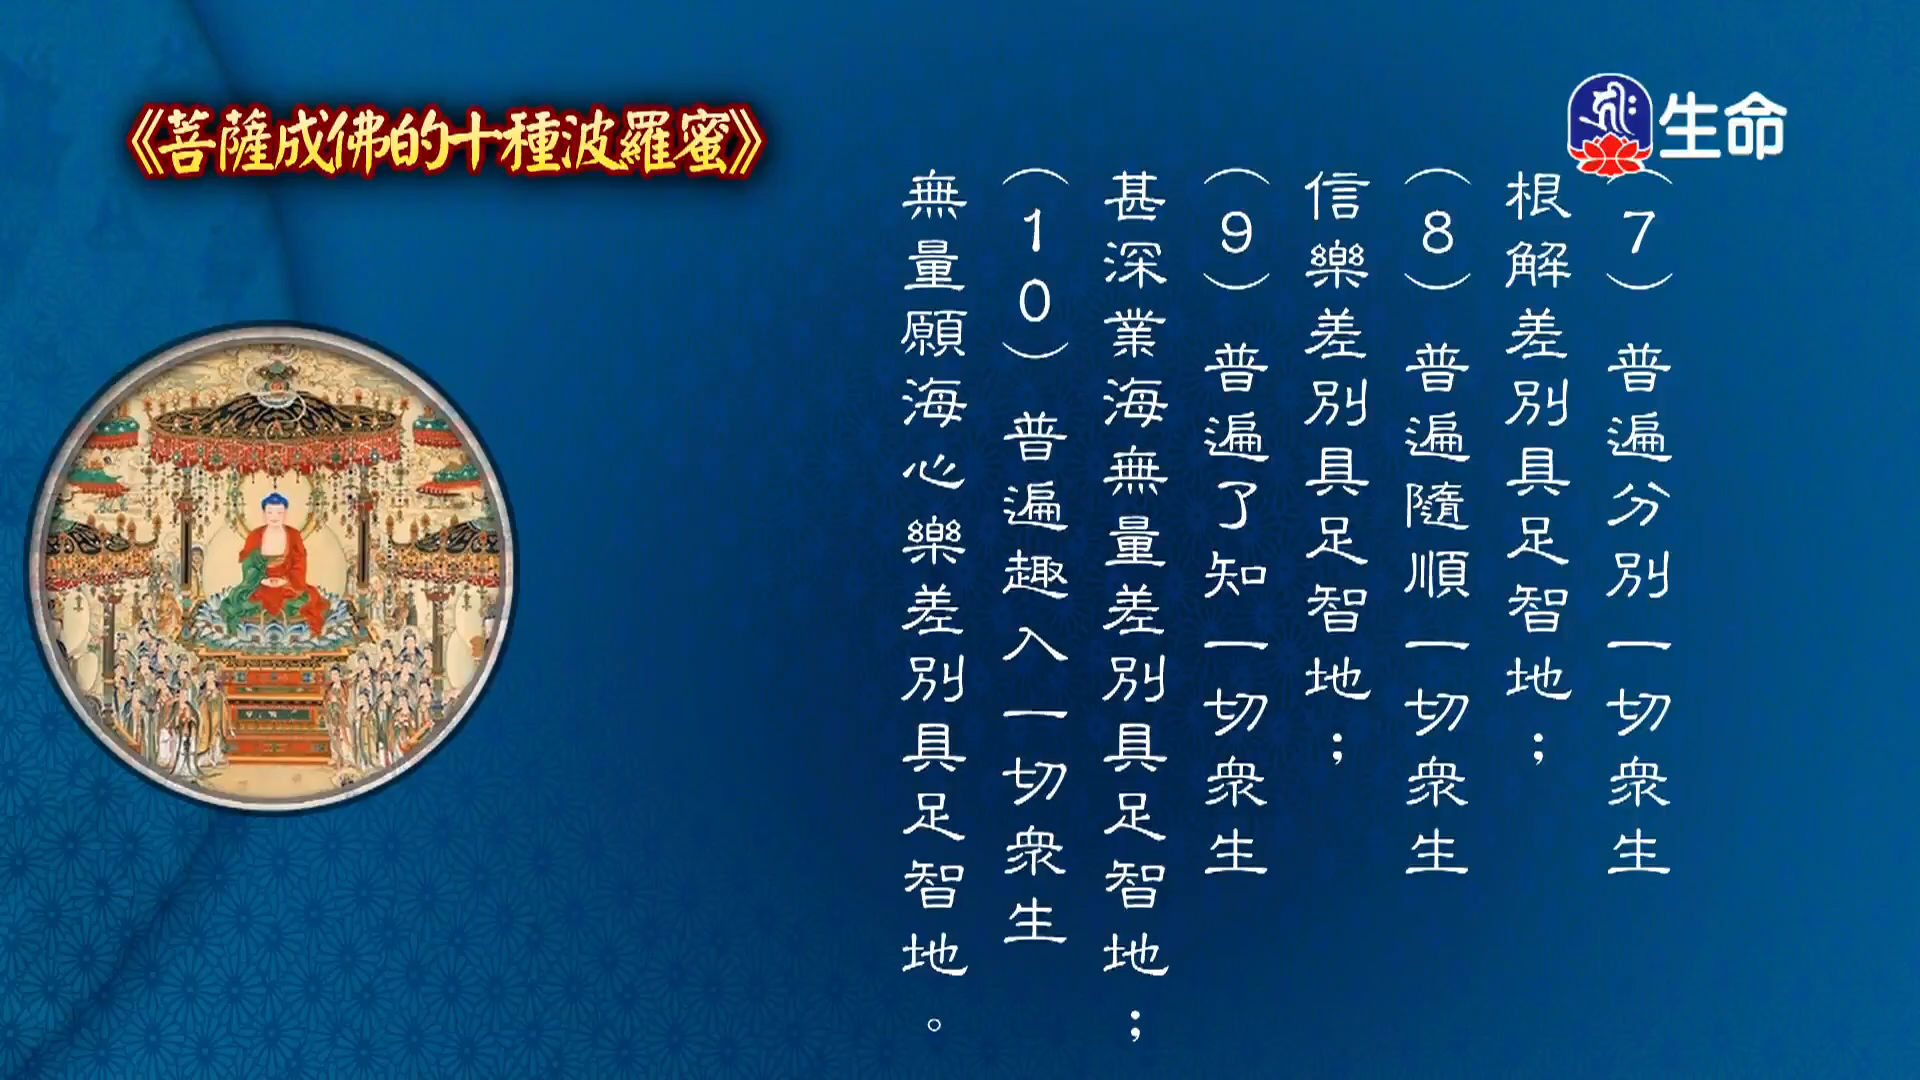 《菩薩成佛的十種波羅蜜》
生命
（7）普遍分別一切衆生
根解差別具足智地；
（8）普遍隨順一切衆生
信樂差別具足智地；
（9）普遍了知一切衆生
甚深業海無量差別具足智地；
（10）普遍趣入一切衆生
無量願海心樂差別具足智地。